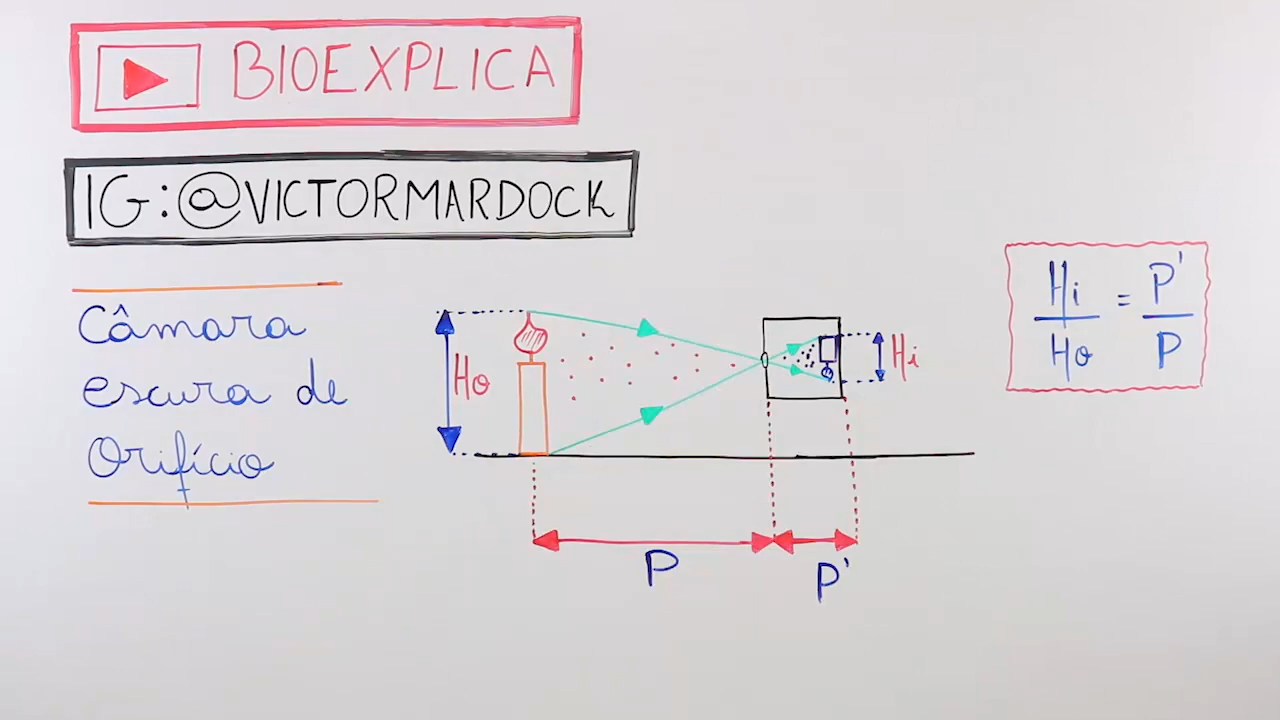 BIOEXPLICA
IG:@VICTORMARDOCK
Câmara
escura de
Orifício
Ho
Hi
P
P'
Hi/Ho = P'/P